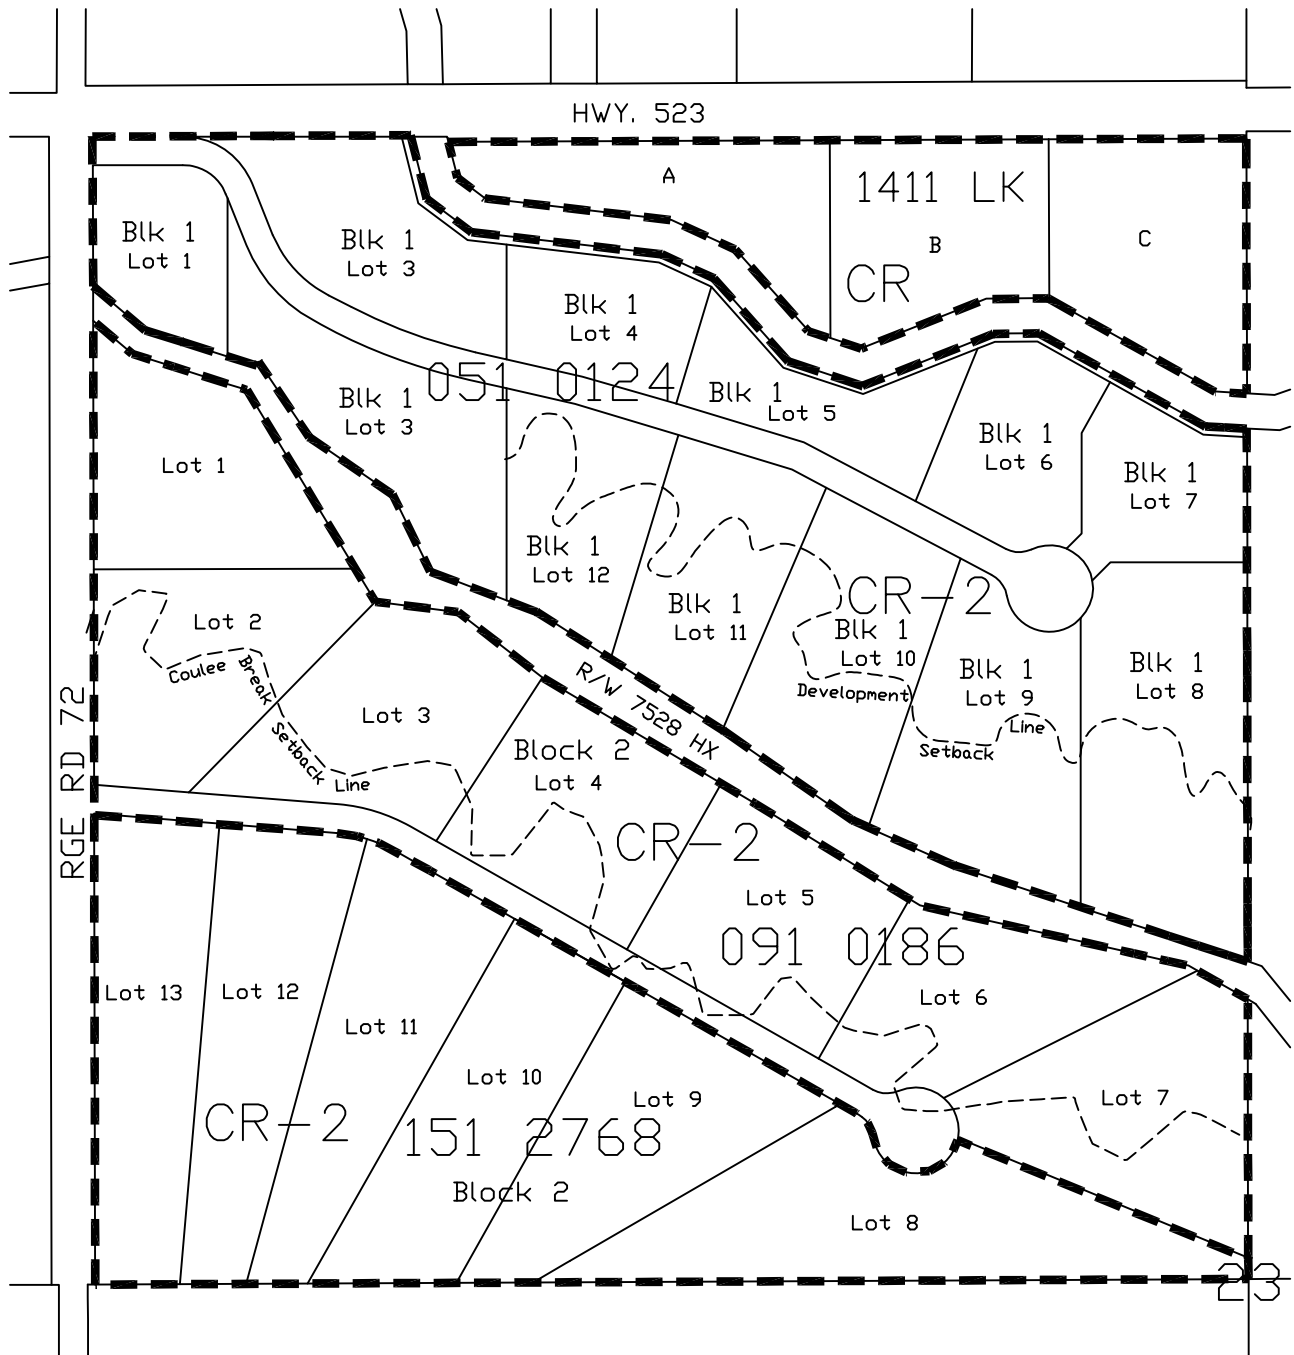 HWY. 523
A
1411 LK
B
C
CR
Blk 1
Lot 1
Blk 1
Lot 3
Blk 1
Lot 4
051 0124
Blk 1
Lot 3
Blk 1
Lot 5
Blk 1
Lot 6
Blk 1
Lot 7
Lot 1
Blk 1
Lot 12
Blk 1
Lot 11
CR-2
Blk 1
Lot 10
Blk 1
Lot 9
Blk 1
Lot 8
Lot 2
Coulee Break Setback Line
Development Setback Line
R/W 7528 HX
RGE RD 72
Lot 3
Block 2
Lot 4
CR-2
Lot 5
091 0186
Lot 6
Lot 7
Lot 13
Lot 12
Lot 11
Lot 10
Lot 9
CR-2
151 2768
Block 2
Lot 8
23